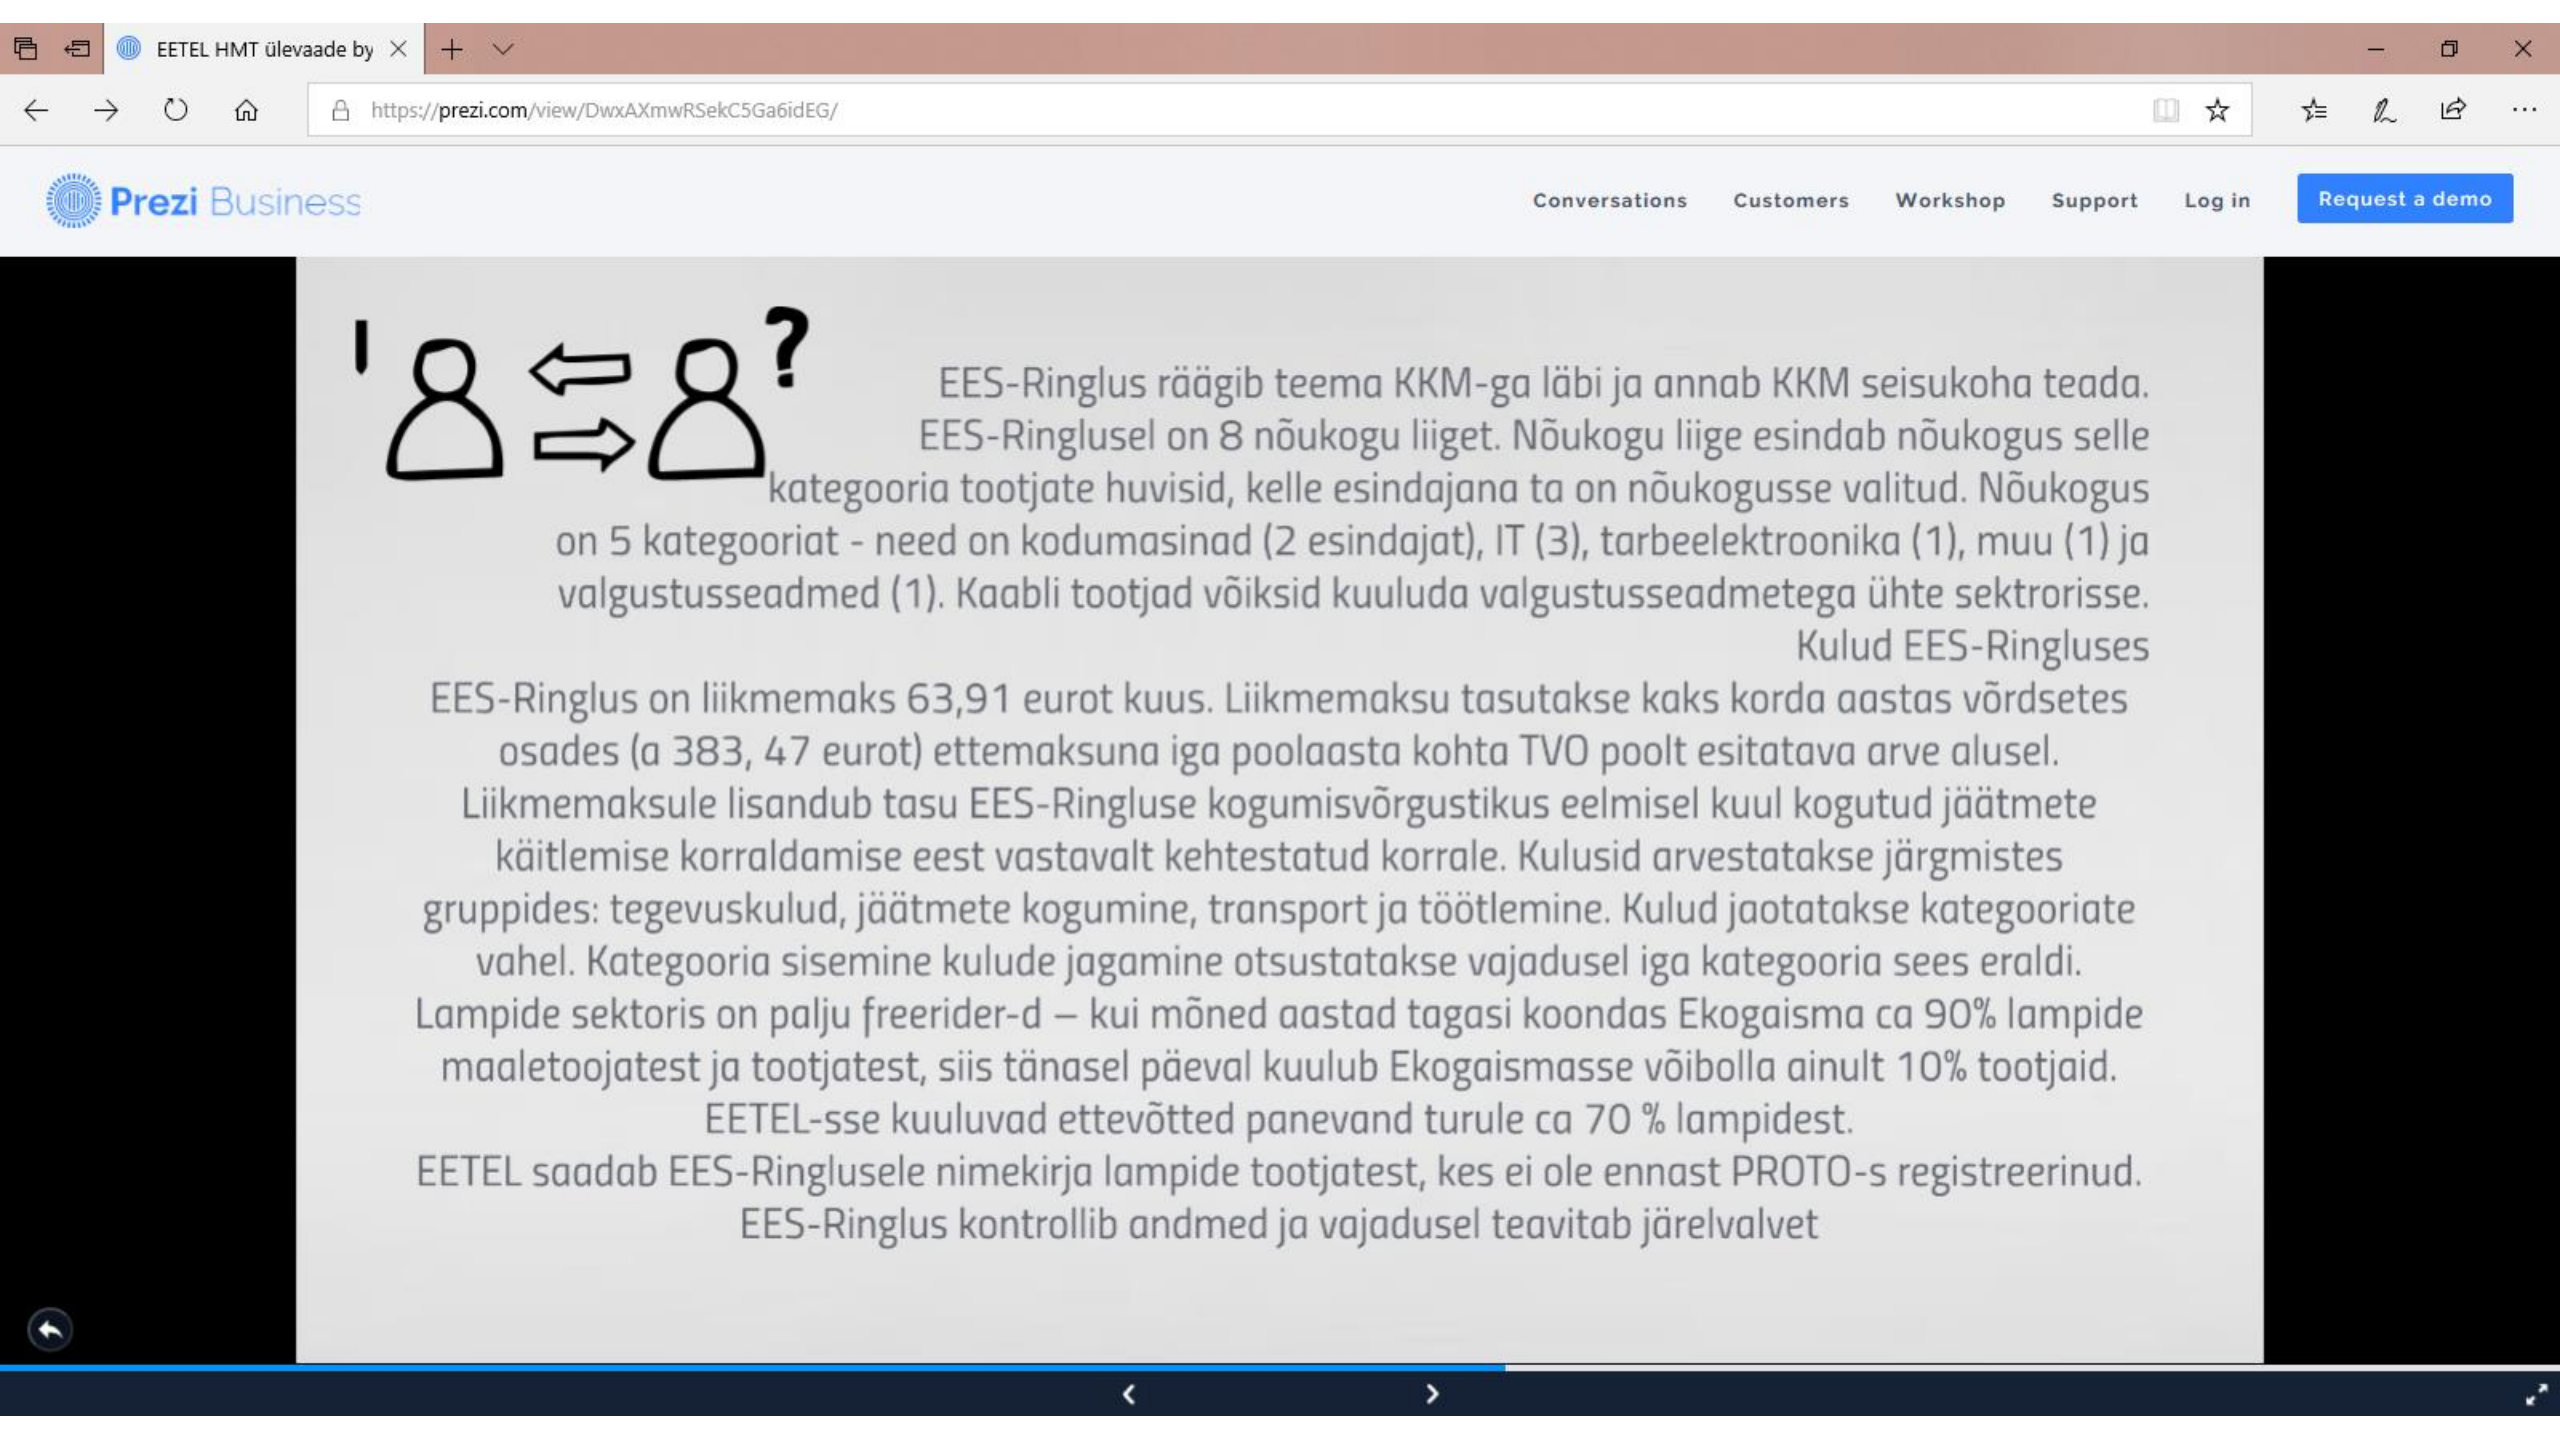 EETEL HMT ülevaade by
https://prezi.com/view/DwxAXmwRSekC5Ga6idEG/
Prezi Business
Conversations Customers Workshop Support Log in Request a demo
?
EES-Ringlus räägib teema KKM-ga läbi ja annab KKM seisukoha teada.
EES-Ringlusel on 8 nõukogu liiget. Nõukogu liige esindab nõukogus selle
kategooria tootjate huvisid, kelle esindajana ta on nõukogusse valitud. Nõukogus
on 5 kategooriat - need on kodumasinad (2 esindajat), IT (3), tarbeelektroonika (1), muu (1) ja
valgustusseadmed (1). Kaabli tootjad võiksid kuuluda valgustusseadmetega ühte sektrorisse.
Kulud EES-Ringluses
EES-Ringlus on liikmemaks 63,91 eurot kuus. Liikmemaksu tasutakse kaks korda aastas võrdsetes
osades (a 383, 47 eurot) ettemaksuna iga poolaasta kohta TVO poolt esitatava arve alusel.
Liikmemaksule lisandub tasu EES-Ringluse kogumisvõrgustikus eelmisel kuul kogutud jäätmete
käitlemise korraldamise eest vastavalt kehtestatud korrale. Kulusid arvestatakse järgmistes
gruppides: tegevuskulud, jäätmete kogumine, transport ja töötlemine. Kulud jaotatakse kategooriate
vahel. Kategooria sisemine kulude jagamine otsustatakse vajadusel iga kategooria sees eraldi.
Lampide sektoris on palju freerider-d – kui mõned aastad tagasi koondas Ekogaisma ca 90% lampide
maaletoojatest ja tootjatest, siis tänasel päeval kuulub Ekogaismasse võibolla ainult 10% tootjaid.
EETEL-sse kuuluvad ettevõtted panevand turule ca 70 % lampidest.
EETEL saadab EES-Ringlusele nimekirja lampide tootjatest, kes ei ole ennast PROTO-s registreerinud.
EES-Ringlus kontrollib andmed ja vajadusel teavitab järelvalvet